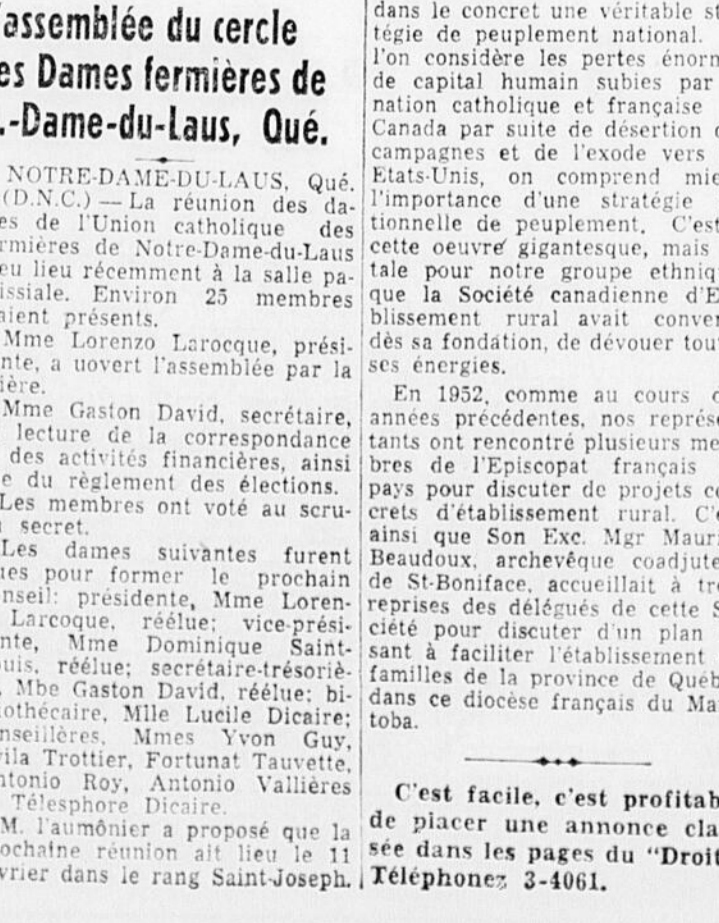 'assemblée du cercle
es Dames fermières de
.-Dame-du-Laus, Qué.
NOTRE-DAME-DU-LAUS, Qué.
(D.N.C.) — La réunion des da-
es de l'Union catholique des
rmières de Notre-Dame-du-Laus
eu lieu récemment à la salle pa-
issiale. Environ 25 membres
aient présents.
Mme Lorenzo Larocque, prési-
nte, a uovert l'assemblée par la
ière.
Mme Gaston David, secrétaire,
lecture de la correspondance
des activités financières, ainsi
e du règlement des élections.
Les membres ont voté au scru-
secret.
Les dames suivantes furent
ues pour former le prochain
nseil: présidente, Mme Loren-
Larcoque, réélue; vice-prési-
nte, Mme Dominique Saint-
ouis, réélue; secrétaire-trésoriè-
, Mbe Gaston David, réélue; bi-
iothécaire, Mlle Lucile Dicaire;
nseillères, Mmes Yvon Guy,
vila Trottier, Fortunat Tauvette,
ntonio Roy, Antonio Vallières
Télesphore Dicaire.
M. l'aumônier a proposé que la
ochaine réunion ait lieu le 11
vrier dans le rang Saint-Joseph.
dans le concret une véritable st
tégie de peuplement national.
l'on considère les pertes énorm
de capital humain subies par
nation catholique et française
Canada par suite de désertion d
campagnes et de l'exode vers
Etats-Unis, on comprend mie
l'importance d'une stratégie
tionnelle de peuplement. C'est
cette oeuvre gigantesque, mais
tale pour notre groupe ethniq
que la Société canadienne d'E
blissement rural avait conven
dès sa fondation, de dévouer tou
ses énergies.
En 1952, comme au cours d
années précédentes, nos représe
tants ont rencontré plusieurs me
bres de l'Episcopat français
pays pour discuter de projets co
crets d'établissement rural. C'e
ainsi que Son Exc. Mgr Mauri
Beaudoux, archevêque coadjute
de St-Boniface, accueillait à tro
reprises des délégués de cette S
ciété pour discuter d'un plan
sant à faciliter l'établissement
familles de la province de Québ
dans ce diocèse français du Ma
toba.
C'est facile, c'est profitab
de placer une annonce cla
sée dans les pages du "Droit
Téléphonez 3-4061.